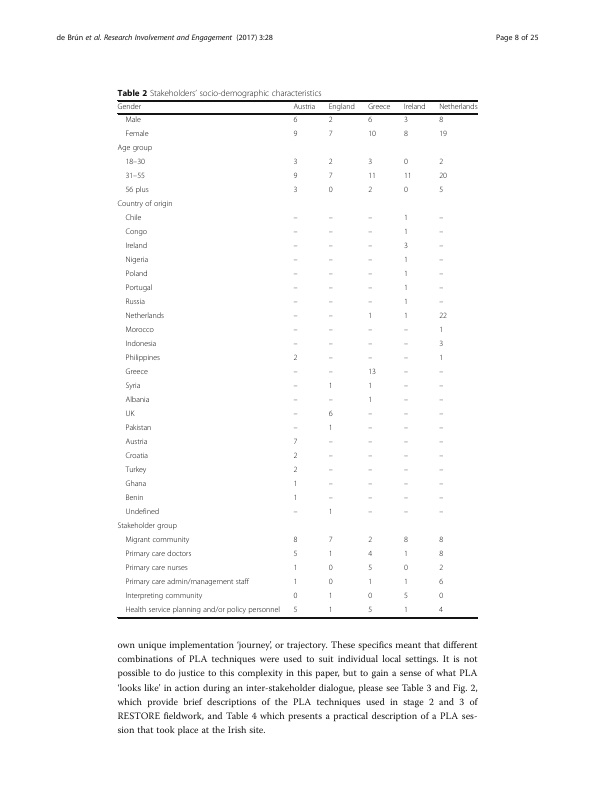 de Brún et al. Research Involvement and Engagement (2017) 3:28 Page 8 of 25
Table 2 Stakeholders' socio-demographic characteristics
Gender Austria England Greece Ireland Netherlands
Male 6 2 6 3 8
Female 9 7 10 8 19
Age group
18–30 3 2 3 0 2
31–55 9 7 11 11 20
56 plus 3 0 2 0 5
Country of origin
Chile – – – 1 –
Congo – – – 1 –
Ireland – – – 3 –
Nigeria – – – 1 –
Poland – – – 1 –
Portugal – – – 1 –
Russia – – – 1 –
Netherlands – – 1 1 22
Morocco – – – – 1
Indonesia – – – – 3
Philippines 2 – – – 1
Greece – – 13 – –
Syria – 1 1 – –
Albania – – 1 – –
UK – 6 – – –
Pakistan – 1 – – –
Austria 7 – – – –
Croatia 2 – – – –
Turkey 2 – – – –
Ghana 1 – – – –
Benin 1 – – – –
Undefined – 1 – – –
Stakeholder group
Migrant community 8 7 2 8 8
Primary care doctors 5 1 4 1 8
Primary care nurses 1 0 5 0 2
Primary care admin/management staff 1 0 1 1 6
Interpreting community 0 1 0 5 0
Health service planning and/or policy personnel 5 1 5 1 4
own unique implementation 'journey', or trajectory. These specifics meant that different
combinations of PLA techniques were used to suit individual local settings. It is not
possible to do justice to this complexity in this paper, but to gain a sense of what PLA
'looks like' in action during an inter-stakeholder dialogue, please see Table 3 and Fig. 2,
which provide brief descriptions of the PLA techniques used in stage 2 and 3 of
RESTORE fieldwork, and Table 4 which presents a practical description of a PLA ses-
sion that took place at the Irish site.